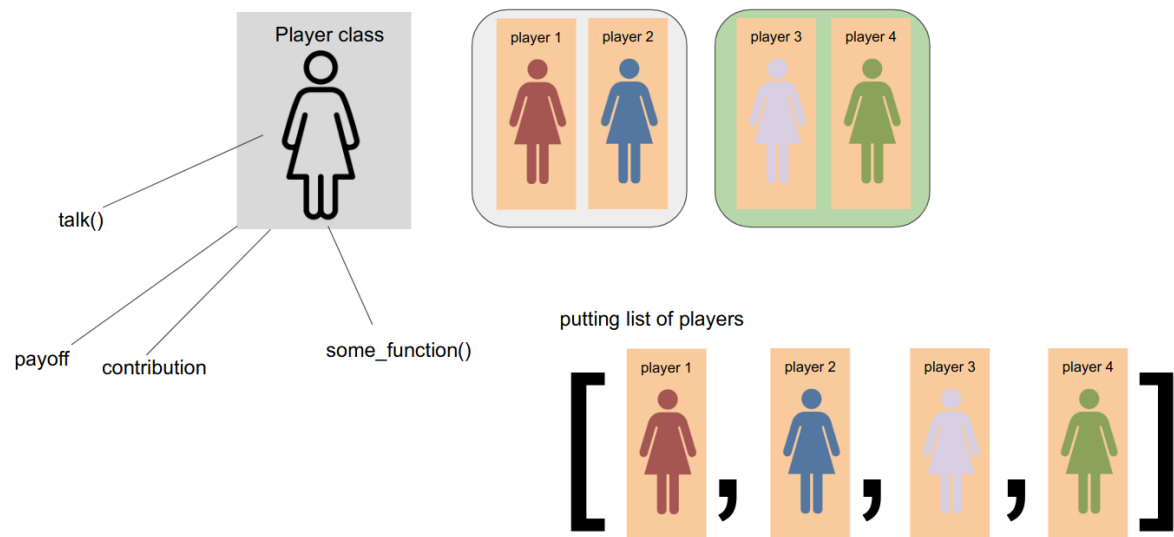 Player class
talk()
payoff
contribution
some_function()
player 1
player 2
player 3
player 4
putting list of players
[ player 1 , player 2 , player 3 , player 4 ]